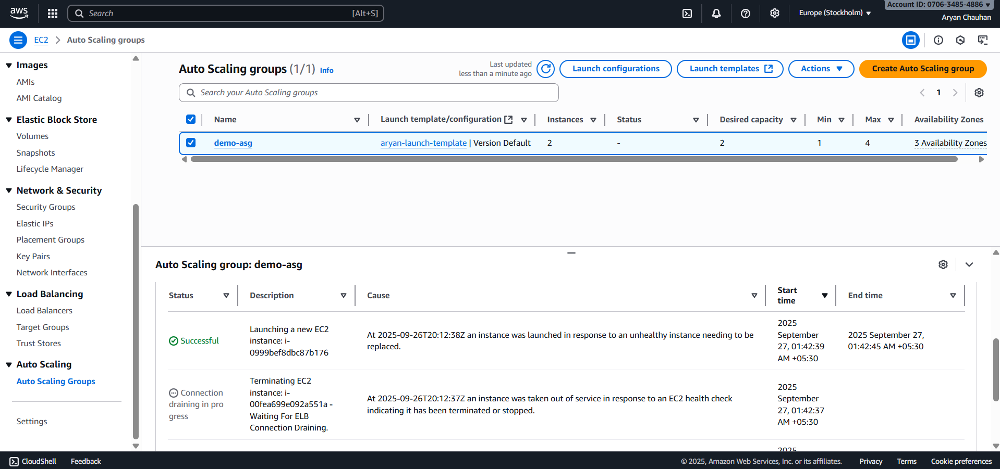 aws
Search
[Alt+S]
Europe (Stockholm)
Account ID: 0706-3485-4886
Aryan Chauhan
EC2
Auto Scaling groups
Images
AMIs
AMI Catalog
Elastic Block Store
Volumes
Snapshots
Lifecycle Manager
Network & Security
Security Groups
Elastic IPs
Placement Groups
Key Pairs
Network Interfaces
Load Balancing
Load Balancers
Target Groups
Trust Stores
Auto Scaling
Auto Scaling Groups
Settings
Auto Scaling groups (1/1) Info
Last updated
less than a minute ago
Launch configurations
Launch templates
Actions
Create Auto Scaling group
Search your Auto Scaling groups
1
Name Launch template/configuration Instances Status Desired capacity Min Max Availability Zones
demo-asg aryan-launch-template | Version Default 2 - 2 1 4 3 Availability Zones
Auto Scaling group: demo-asg
Status
Description
Cause
Start
time
End time
Successful
Launching a new EC2
instance: i-
0999bef8dbc87b176
At 2025-09-26T20:12:38Z an instance was launched in response to an unhealthy instance needing to be
replaced.
2025
September
27, 01:42:39
AM +05:30
2025 September 27,
01:42:45 AM +05:30
Connection
draining in pro
gress
Terminating EC2
instance: i-
00fea699e092a551a -
Waiting For ELB
Connection Draining.
At 2025-09-26T20:12:37Z an instance was taken out of service in response to an EC2 health check
indicating it has been terminated or stopped.
2025
September
27, 01:42:37
AM +05:30
2025
CloudShell
Feedback
© 2025, Amazon Web Services, Inc. or its affiliates.
Privacy
Terms
Cookie preferences